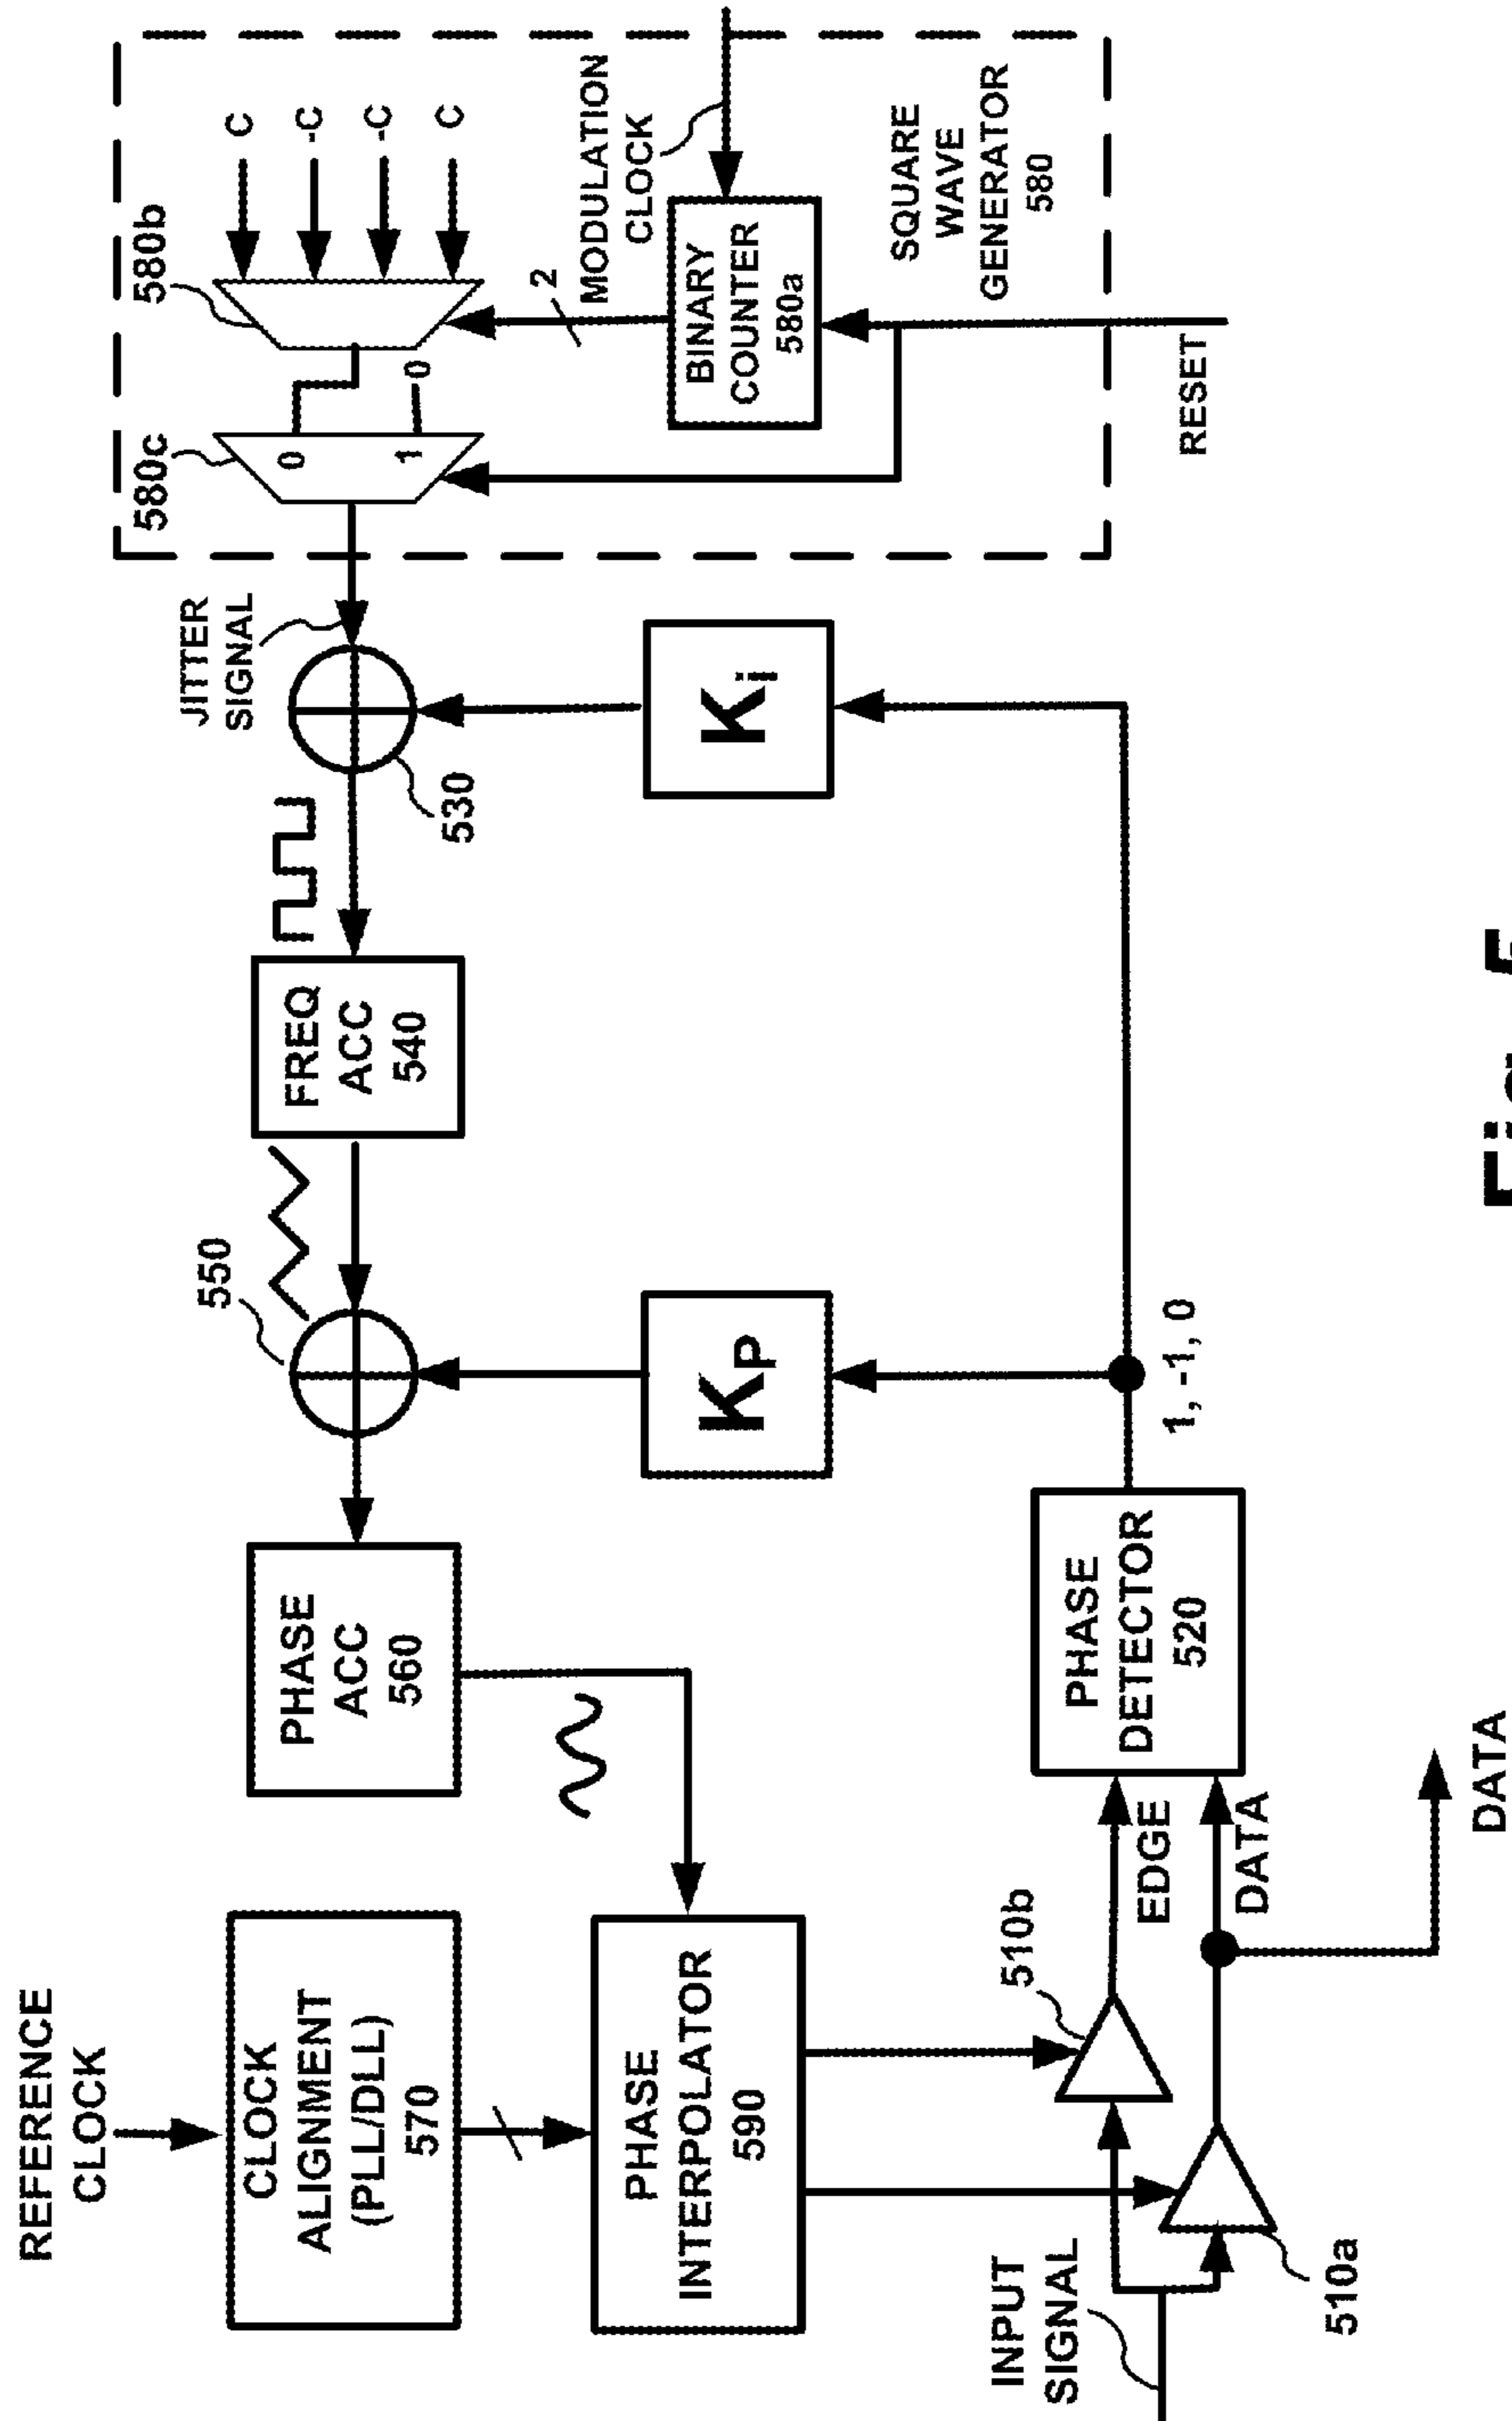 REFERENCE
CLOCK
CLOCK
ALIGNMENT
(PLL/DLL)
570
PHASE
ACC
560
550
FREQ
ACC
540
JITTER
SIGNAL
530
580c
0
1
0
580b
C
-C
-C
C
2
MODULATION
CLOCK
BINARY
COUNTER
580a
SQUARE
WAVE
GENERATOR
580
RESET
PHASE
INTERPOLATOR
590
KP
Ki
INPUT
SIGNAL
510a
510b
EDGE
DATA
PHASE
DETECTOR
520
1, -1, 0
DATA